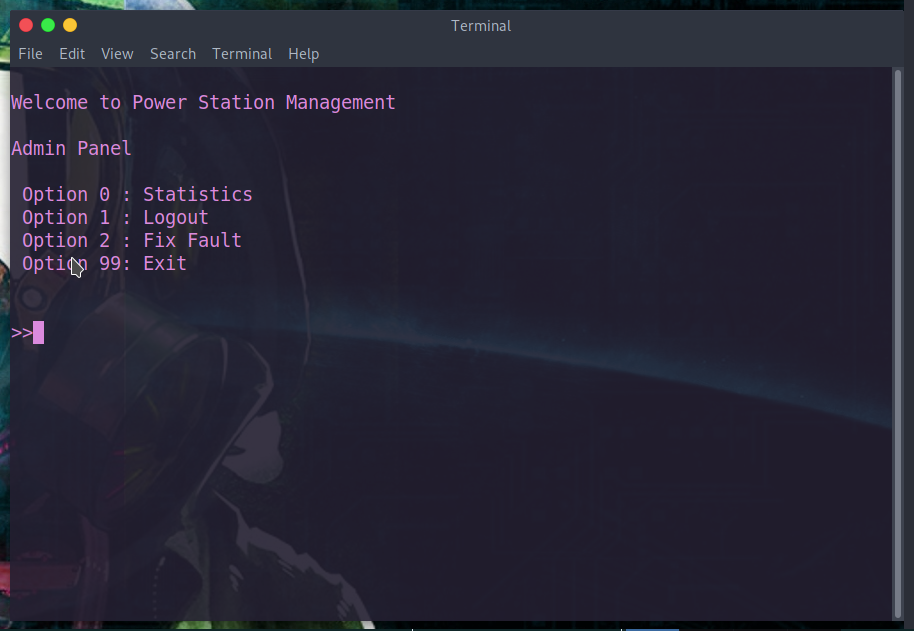 Terminal
File Edit View Search Terminal Help
Welcome to Power Station Management
Admin Panel
Option 0 : Statistics
Option 1 : Logout
Option 2 : Fix Fault
Option 99: Exit
>>